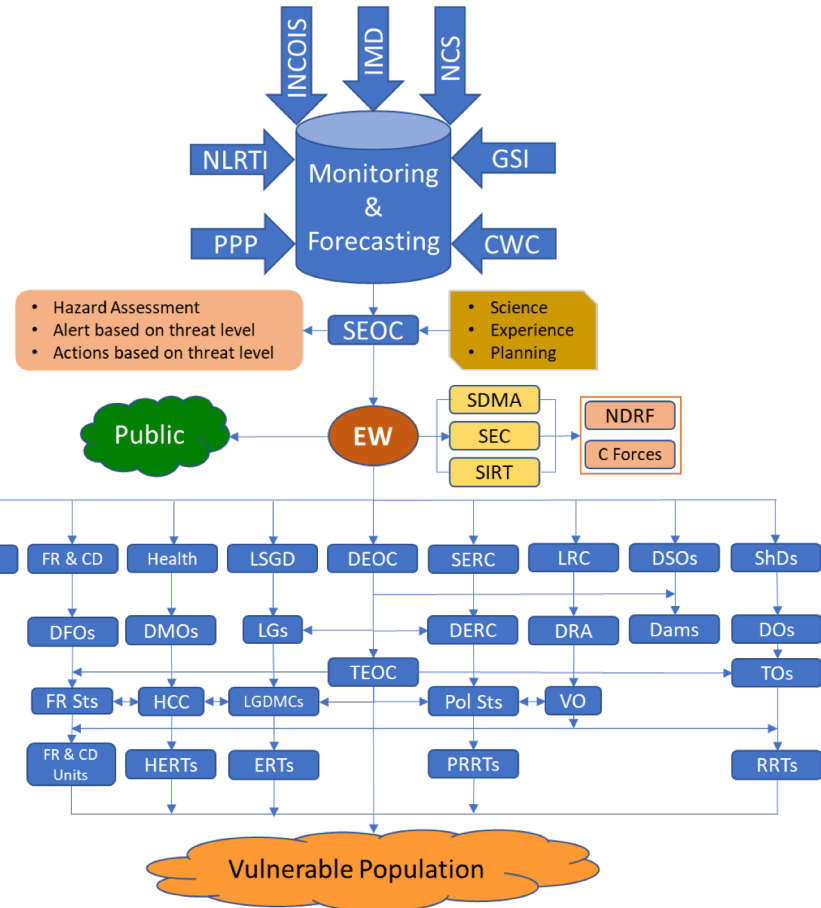 INCOIS
IMD
NCS
NLRTI
GSI
Monitoring
&
Forecasting
PPP
CWC
• Hazard Assessment
• Alert based on threat level
• Actions based on threat level
SEOC
• Science
• Experience
• Planning
Public
EW
SDMA
SEC
SIRT
NDRF
C Forces
FR & CD
Health
LSGD
DEOC
SERC
LRC
DSOs
ShDs
DFOs
DMOs
LGs
DERC
DRA
Dams
DOs
TEOC
TOs
FR Sts
HCC
LGDMCs
Pol Sts
VO
FR & CD
Units
HERTs
ERTs
PRRTs
RRTs
Vulnerable Population